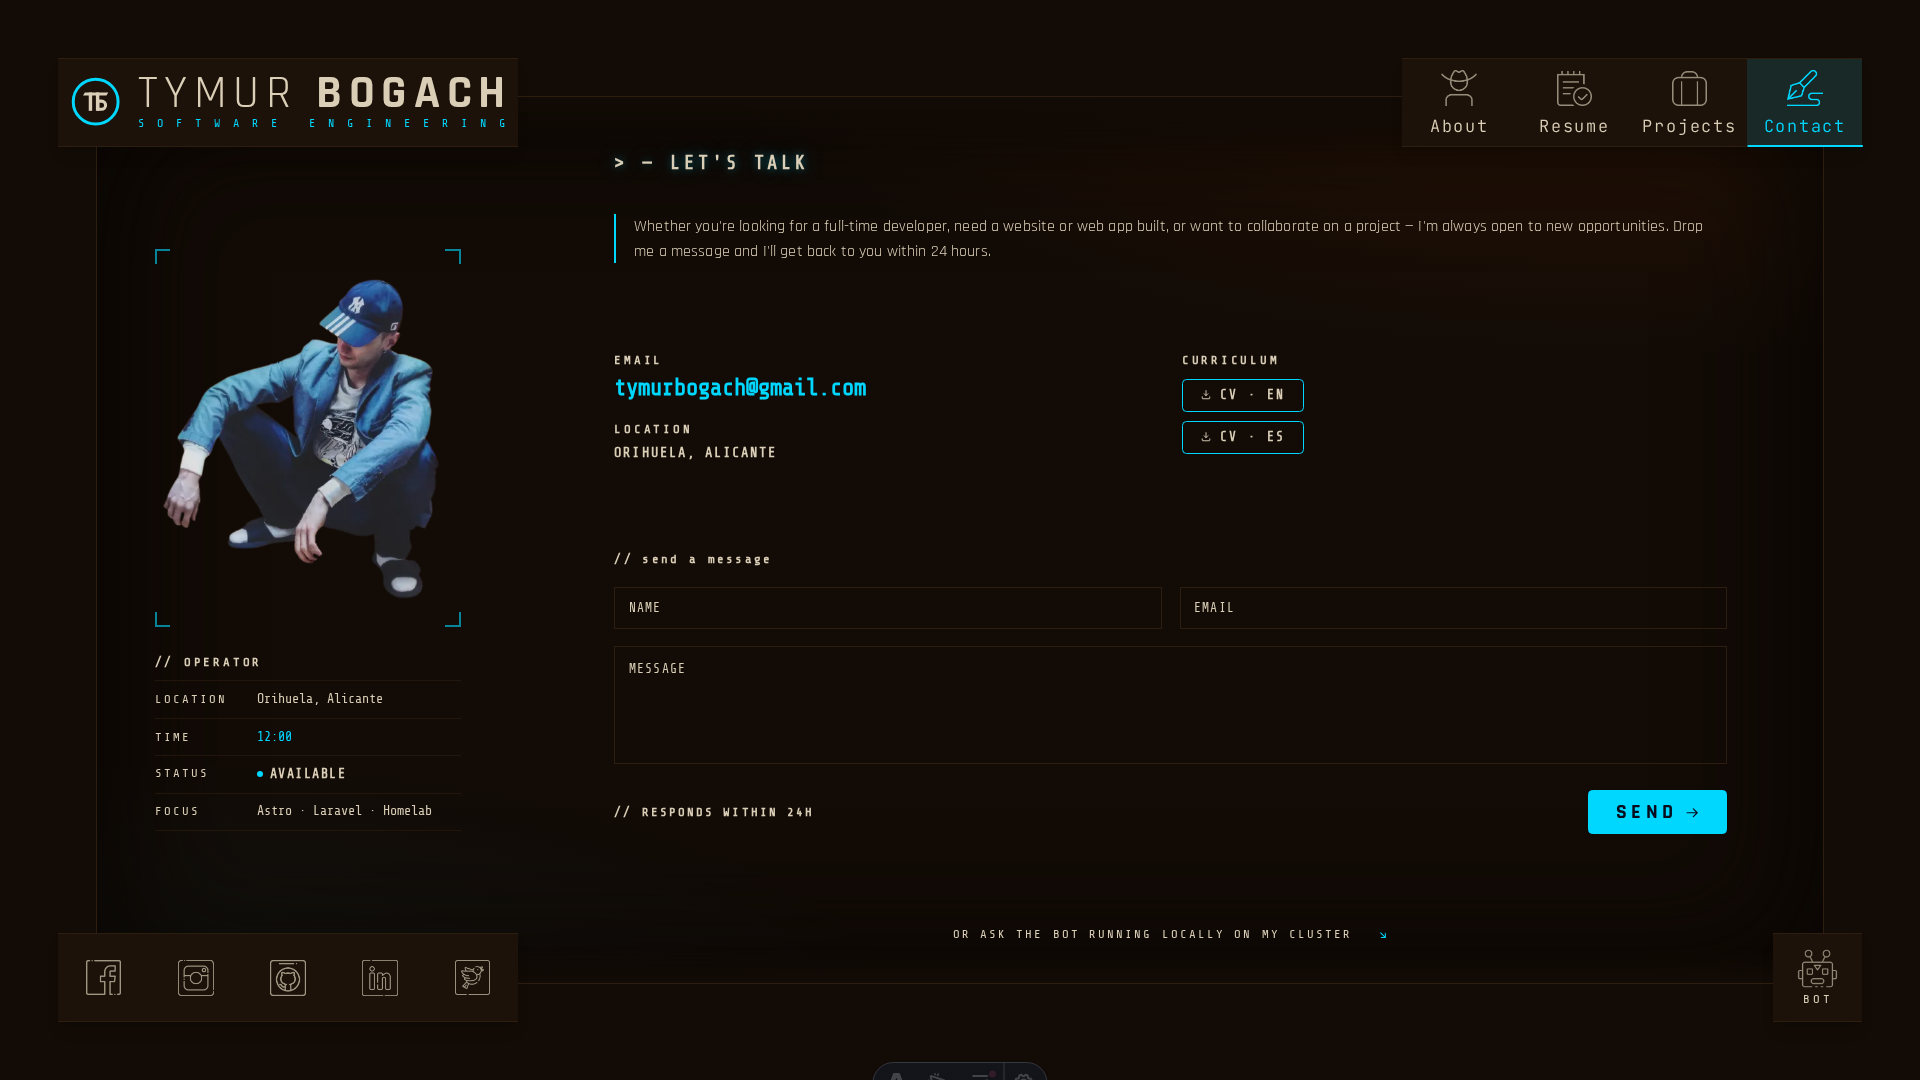 ТБ
TYMUR BOGACH
SOFTWARE ENGINEERING
About
Resume
Projects
Contact
> — LET'S TALK
Whether you're looking for a full-time developer, need a website or web app built, or want to collaborate on a project — I'm always open to new opportunities. Drop
me a message and I'll get back to you within 24 hours.
EMAIL
tymurbogach@gmail.com
LOCATION
ORIHUELA, ALICANTE
CURRICULUM
CV · EN
CV · ES
// send a message
NAME
EMAIL
MESSAGE
// RESPONDS WITHIN 24H
SEND →
// OPERATOR
LOCATION Orihuela, Alicante
TIME 12:00
STATUS AVAILABLE
FOCUS Astro · Laravel · Homelab
OR ASK THE BOT RUNNING LOCALLY ON MY CLUSTER ↘
BOT